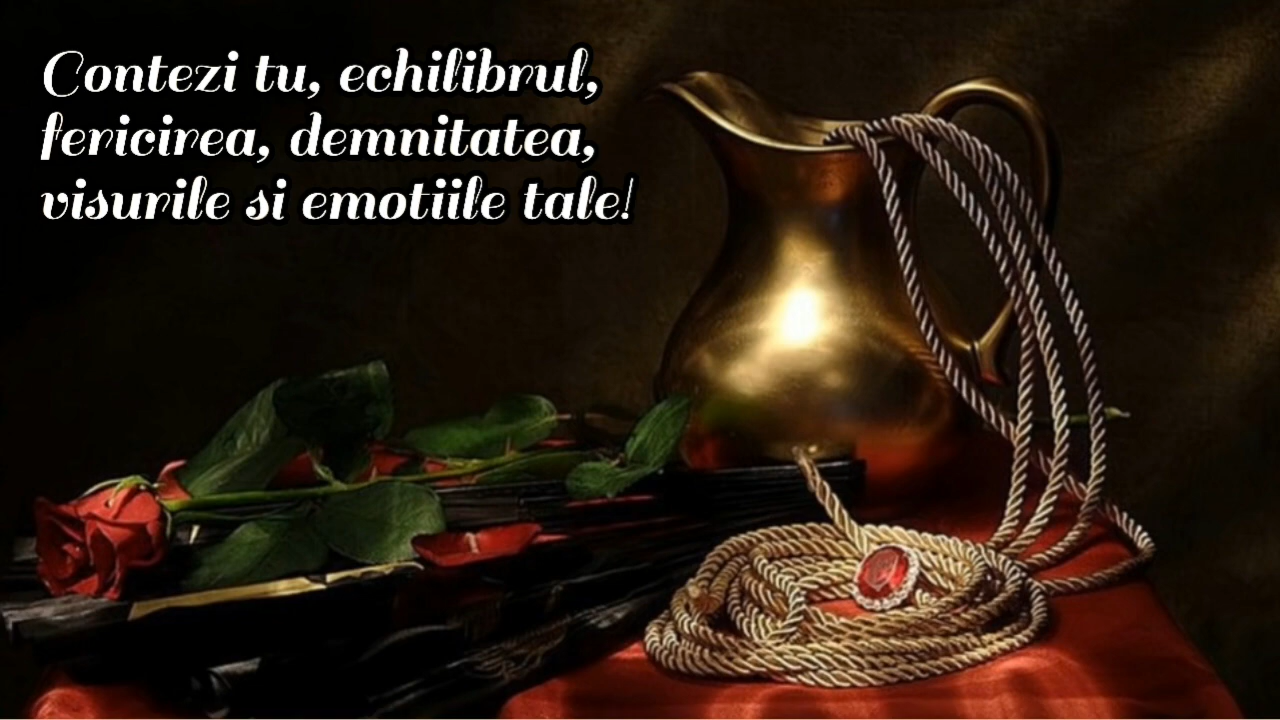 Contezi tu, echilibrul,
fericirea, demnitatea,
visurile si emotiile tale!